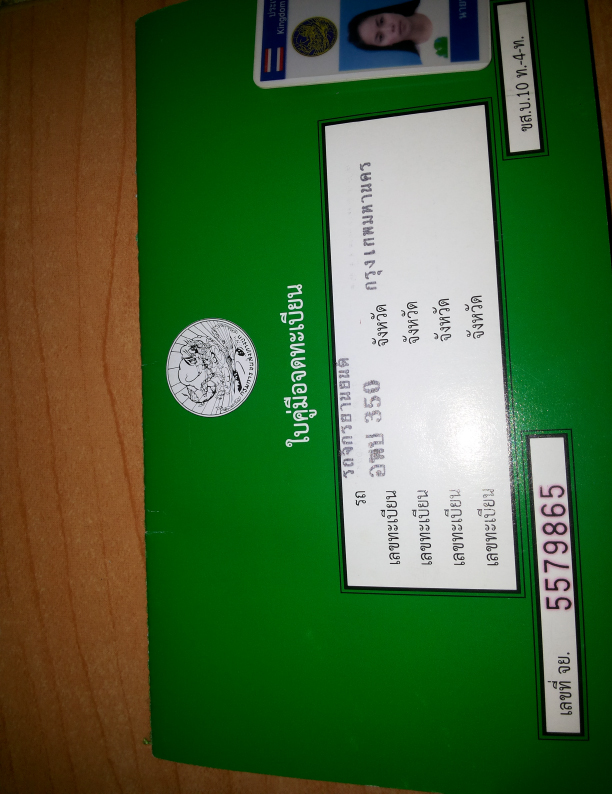 Kingdom
ขส.บ.10 ท.-4-ท.
ใบคู่มือจดทะเบียน
รถ รถจักรยานยนต์
เลขทะเบียน อพบ 350 จังหวัด กรุงเทพมหานคร
เลขทะเบียน จังหวัด
เลขทะเบียน จังหวัด
เลขทะเบียน จังหวัด
เลขที่ จย. 5579865